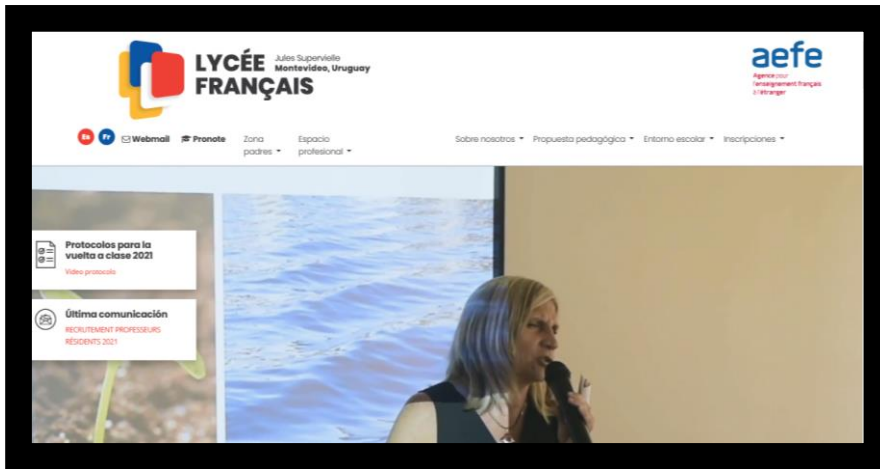 LYCÉE
FRANÇAIS
Jules Supervielle
Montevideo, Uruguay
aefe
Agence pour
l'enseignement français
à l'étranger
Es Fr Webmail Pronote Zona padres Espacio profesional Sobre nosotros Propuesta pedagógica Entorno escolar Inscripciones
Protocolos para la
vuelta a clase 2021
Video protocolo
Última comunicación
RECRUTEMENT PROFESSEURS
RÉSIDENTS 2021